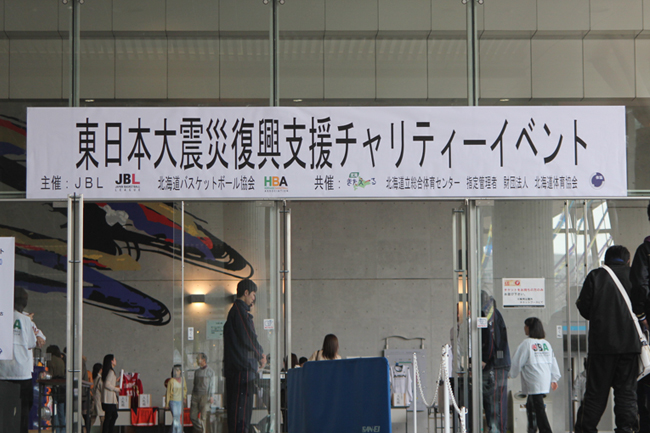 東日本大震災復興支援チャリティーイベント
主催：JBL JBL 北海道バスケットボール協会 HBA 共催： 北海道立総合体育センター 指定管理者 財団法人 北海道体育協会
SAN-EI